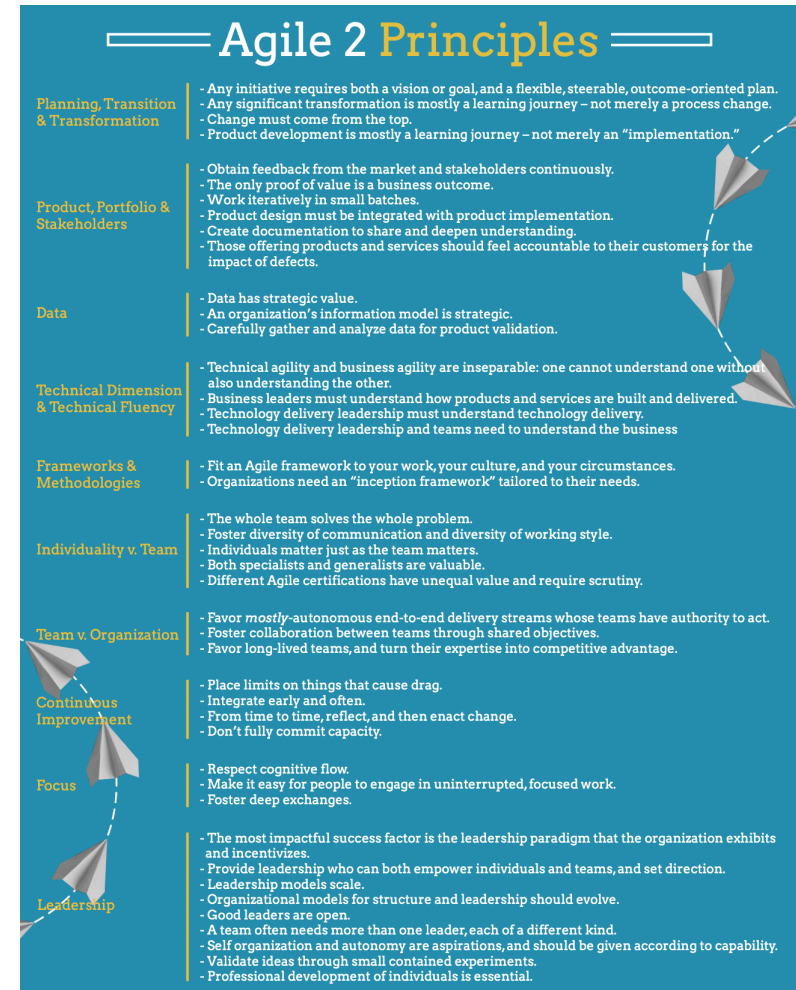 Agile 2 Principles
Planning, Transition
& Transformation
- Any initiative requires both a vision or goal, and a flexible, steerable, outcome-oriented plan.
- Any significant transformation is mostly a learning journey – not merely a process change.
- Change must come from the top.
- Product development is mostly a learning journey – not merely an “implementation.”
Product, Portfolio &
Stakeholders
- Obtain feedback from the market and stakeholders continuously.
- The only proof of value is a business outcome.
- Work iteratively in small batches.
- Product design must be integrated with product implementation.
- Create documentation to share and deepen understanding.
- Those offering products and services should feel accountable to their customers for the
impact of defects.
Data
- Data has strategic value.
- An organization’s information model is strategic.
- Carefully gather and analyze data for product validation.
Technical Dimension
& Technical Fluency
- Technical agility and business agility are inseparable: one cannot understand one without
also understanding the other.
- Business leaders must understand how products and services are built and delivered.
- Technology delivery leadership must understand technology delivery.
- Technology delivery leadership and teams need to understand the business
Frameworks &
Methodologies
- Fit an Agile framework to your work, your culture, and your circumstances.
- Organizations need an “inception framework” tailored to their needs.
Individuality v. Team
- The whole team solves the whole problem.
- Foster diversity of communication and diversity of working style.
- Individuals matter just as the team matters.
- Both specialists and generalists are valuable.
- Different Agile certifications have unequal value and require scrutiny.
Team v. Organization
- Favor mostly-autonomous end-to-end delivery streams whose teams have authority to act.
- Foster collaboration between teams through shared objectives.
- Favor long-lived teams, and turn their expertise into competitive advantage.
Continuous
Improvement
- Place limits on things that cause drag.
- Integrate early and often.
- From time to time, reflect, and then enact change.
- Don’t fully commit capacity.
Focus
- Respect cognitive flow.
- Make it easy for people to engage in uninterrupted, focused work.
- Foster deep exchanges.
Leadership
- The most impactful success factor is the leadership paradigm that the organization exhibits
and incentivizes.
- Provide leadership who can both empower individuals and teams, and set direction.
- Leadership models scale.
- Organizational models for structure and leadership should evolve.
- Good leaders are open.
- A team often needs more than one leader, each of a different kind.
- Self organization and autonomy are aspirations, and should be given according to capability.
- Validate ideas through small contained experiments.
- Professional development of individuals is essential.